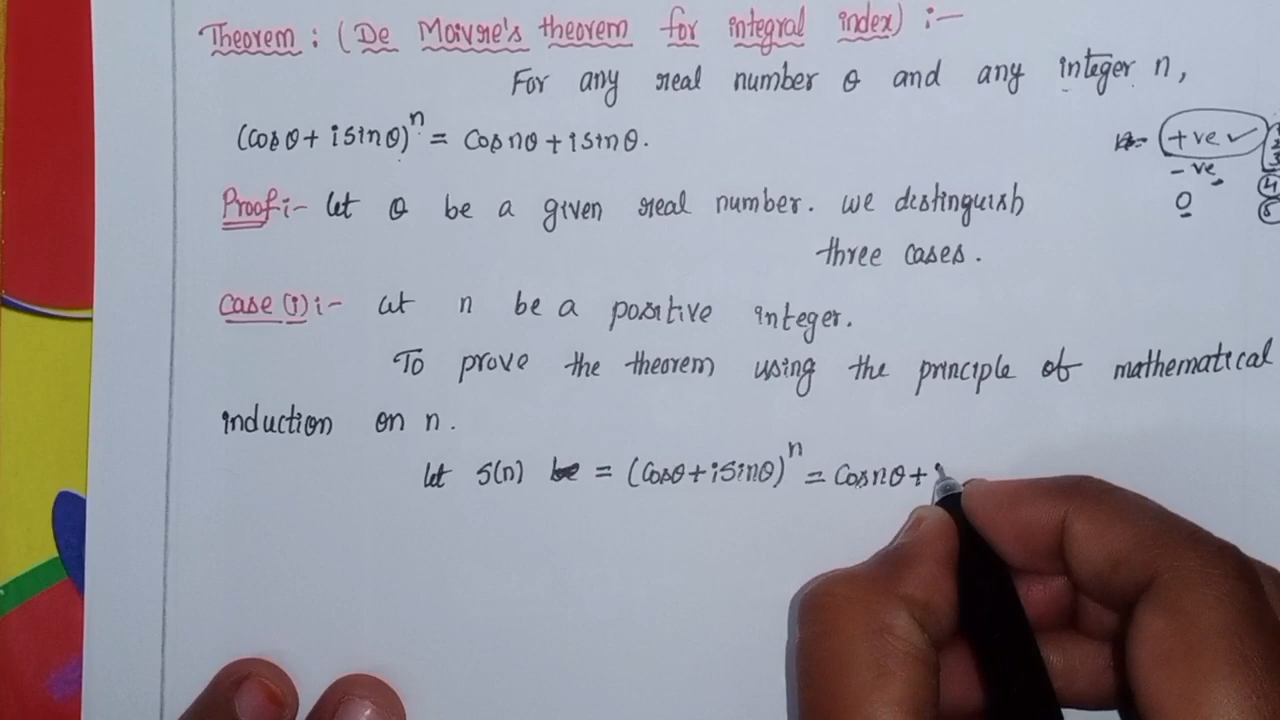 Theorem : (De Moivre's theorem for integral index) :-
For any real number θ and any integer n,
(cosθ + i sinθ)ⁿ = cos nθ + i sinθ.
+ve ✓
-ve
0
Proof :- let θ be a given real number. we destinguish
three cases.
Case (i) :- let n be a positive integer.
To prove the theorem using the principle of mathematical
induction on n.
let S(n) = (cosθ + i sinθ)ⁿ = cos nθ + i